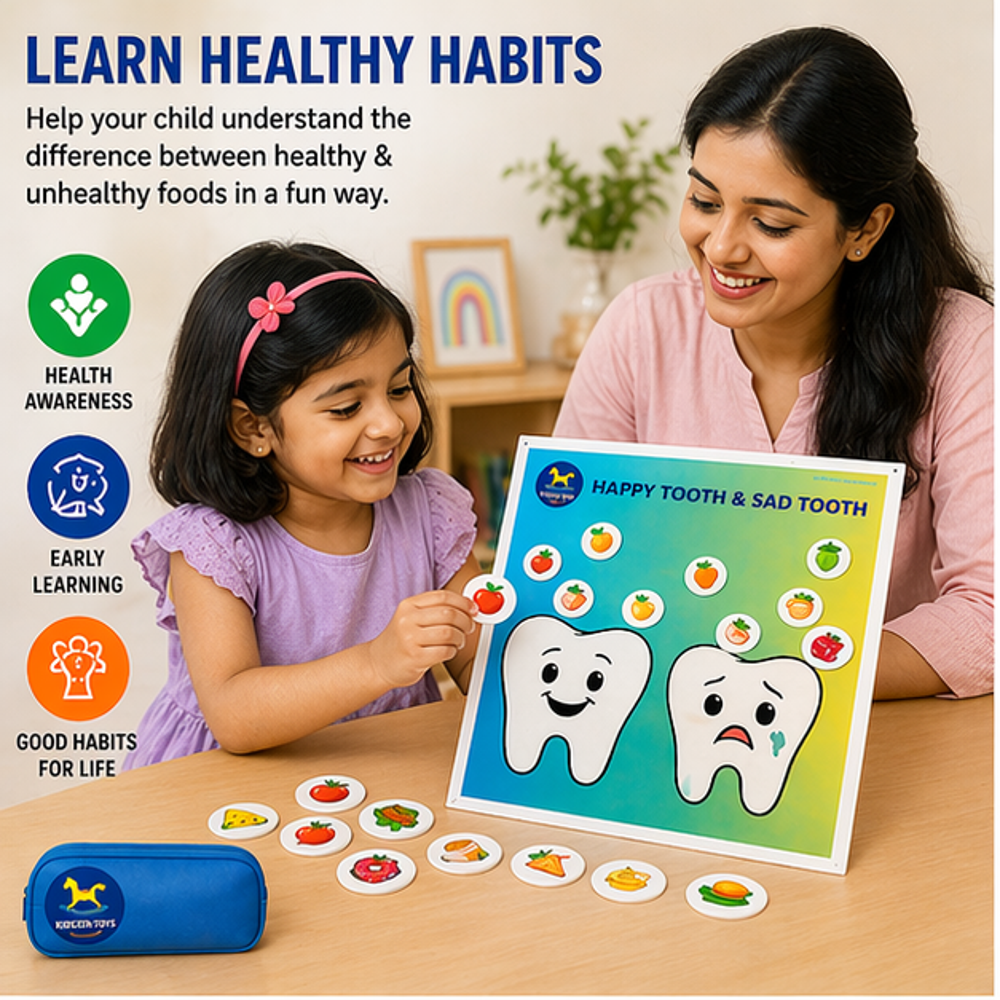 LEARN HEALTHY HABITS
Help your child understand the
difference between healthy &
unhealthy foods in a fun way.
HEALTH
AWARENESS
EARLY
LEARNING
GOOD HABITS
FOR LIFE
HAPPY TOOTH & SAD TOOTH
TOYS